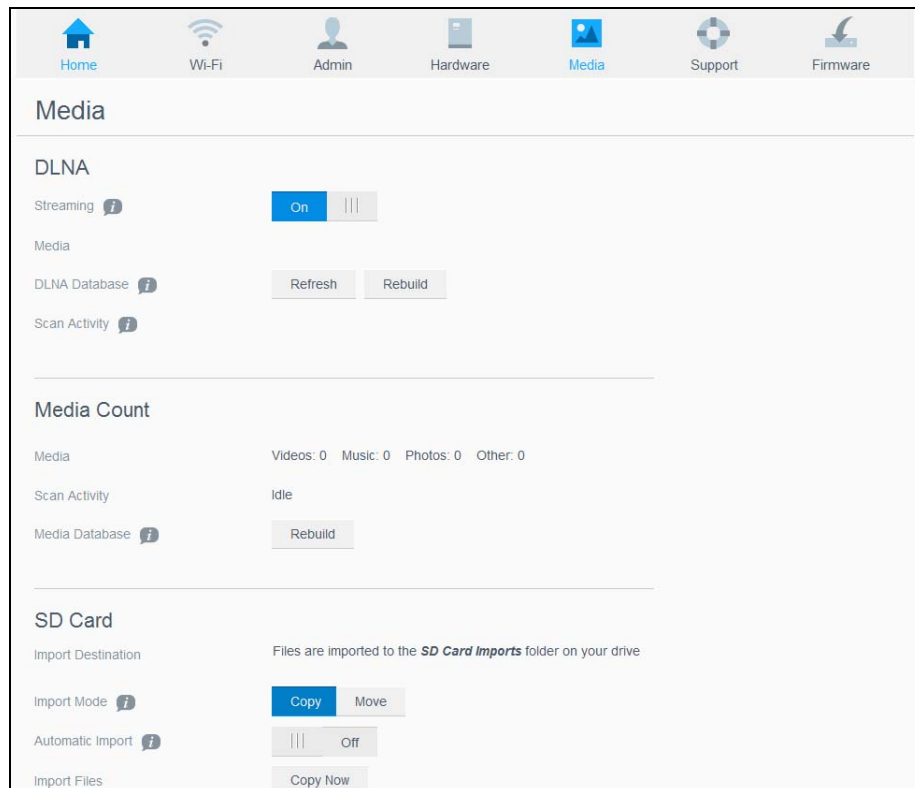 Home Wi-Fi Admin Hardware Media Support Firmware
Media
DLNA
Streaming i On
Media
DLNA Database i Refresh Rebuild
Scan Activity i
Media Count
Media Videos: 0 Music: 0 Photos: 0 Other: 0
Scan Activity Idle
Media Database i Rebuild
SD Card
Import Destination Files are imported to the SD Card Imports folder on your drive
Import Mode i Copy Move
Automatic Import i Off
Import Files Copy Now